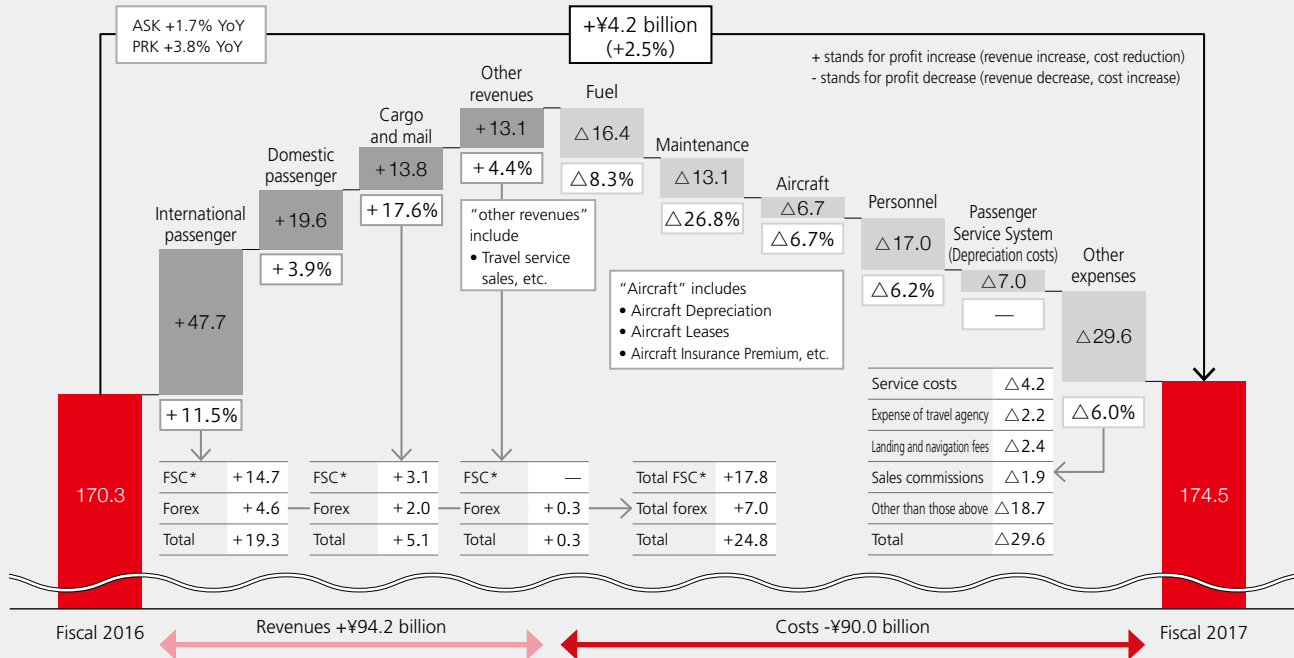 ASK +1.7% YoY
PRK +3.8% YoY
+¥4.2 billion
(+2.5%)
+ stands for profit increase (revenue increase, cost reduction)
- stands for profit decrease (revenue decrease, cost increase)
International
passenger
+47.7
+11.5%
Domestic
passenger
+19.6
+3.9%
Cargo
and mail
+13.8
+17.6%
Other
revenues
+13.1
+4.4%
"other revenues"
include
• Travel service
sales, etc.
Fuel
△16.4
△8.3%
Maintenance
△13.1
△26.8%
Aircraft
△6.7
△6.7%
"Aircraft" includes
• Aircraft Depreciation
• Aircraft Leases
• Aircraft Insurance Premium, etc.
Personnel
△17.0
△6.2%
Passenger
Service System
(Depreciation costs)
△7.0
—
Other
expenses
△29.6
△6.0%
170.3
FSC* +14.7
Forex +4.6
Total +19.3
FSC* +3.1
Forex +2.0
Total +5.1
FSC* —
Forex +0.3
Total +0.3
Total FSC* +17.8
Total forex +7.0
Total +24.8
Service costs △4.2
Expense of travel agency △2.2
Landing and navigation fees △2.4
Sales commissions △1.9
Other than those above △18.7
Total △29.6
174.5
Fiscal 2016
Revenues +¥94.2 billion
Costs -¥90.0 billion
Fiscal 2017